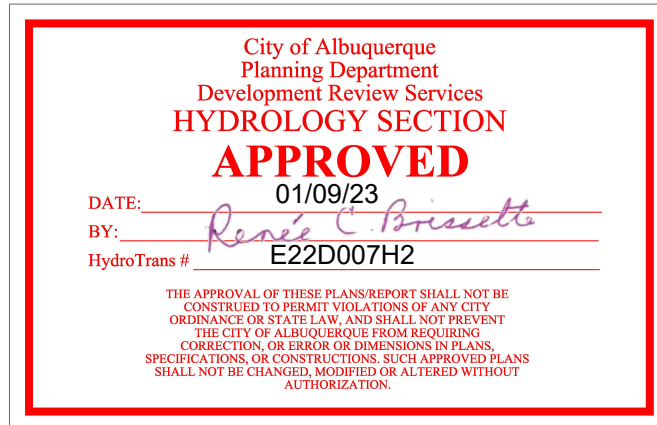 City of Albuquerque
Planning Department
Development Review Services
HYDROLOGY SECTION
APPROVED
DATE: 01/09/23
BY: Renée C. Brissette
HydroTrans # E22D007H2
THE APPROVAL OF THESE PLANS/REPORT SHALL NOT BE
CONSTRUED TO PERMIT VIOLATIONS OF ANY CITY
ORDINANCE OR STATE LAW, AND SHALL NOT PREVENT
THE CITY OF ALBUQUERQUE FROM REQUIRING
CORRECTION, OR ERROR OR DIMENSIONS IN PLANS,
SPECIFICATIONS, OR CONSTRUCTIONS. SUCH APPROVED PLANS
SHALL NOT BE CHANGED, MODIFIED OR ALTERED WITHOUT
AUTHORIZATION.